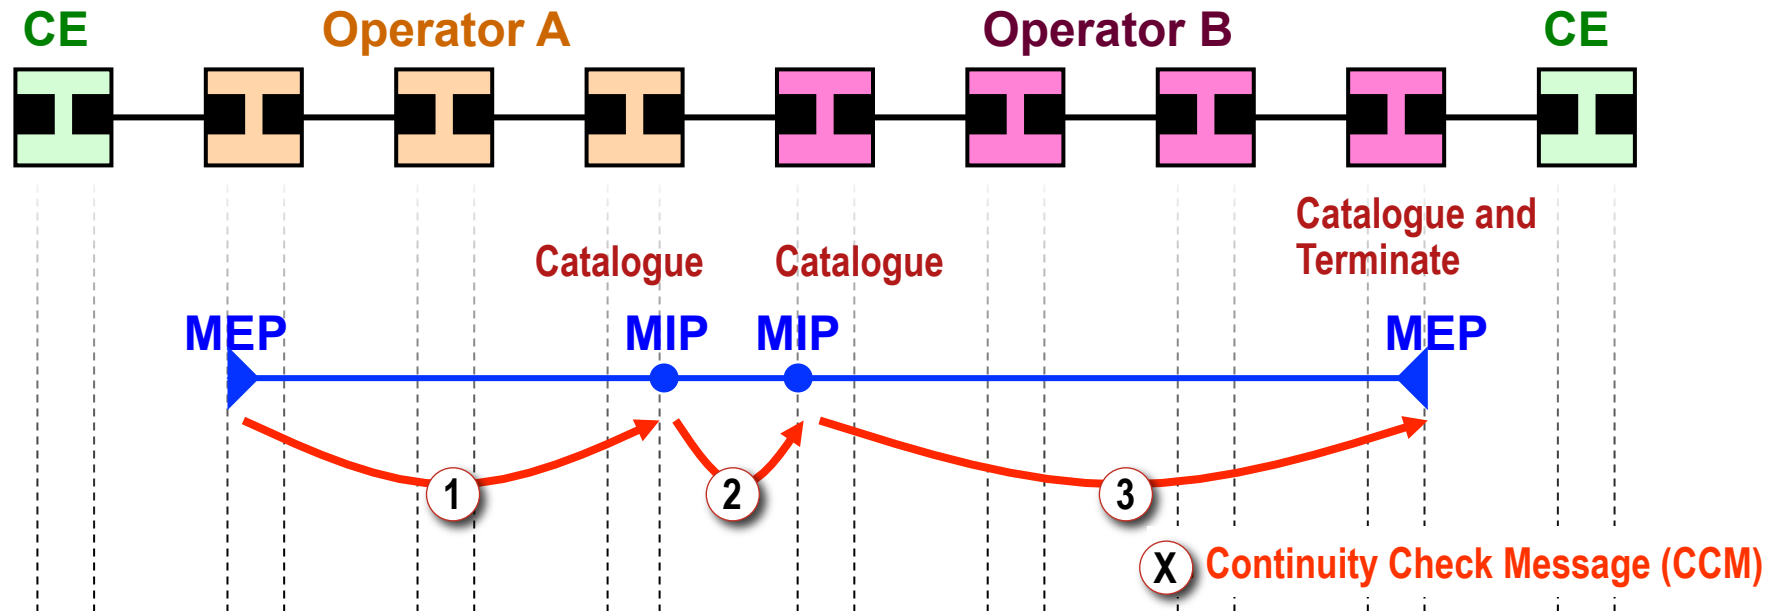 CE
Operator A
Operator B
CE
Catalogue and
Terminate
Catalogue
Catalogue
MEP
MIP
MIP
MEP
1
2
3
X
Continuity Check Message (CCM)